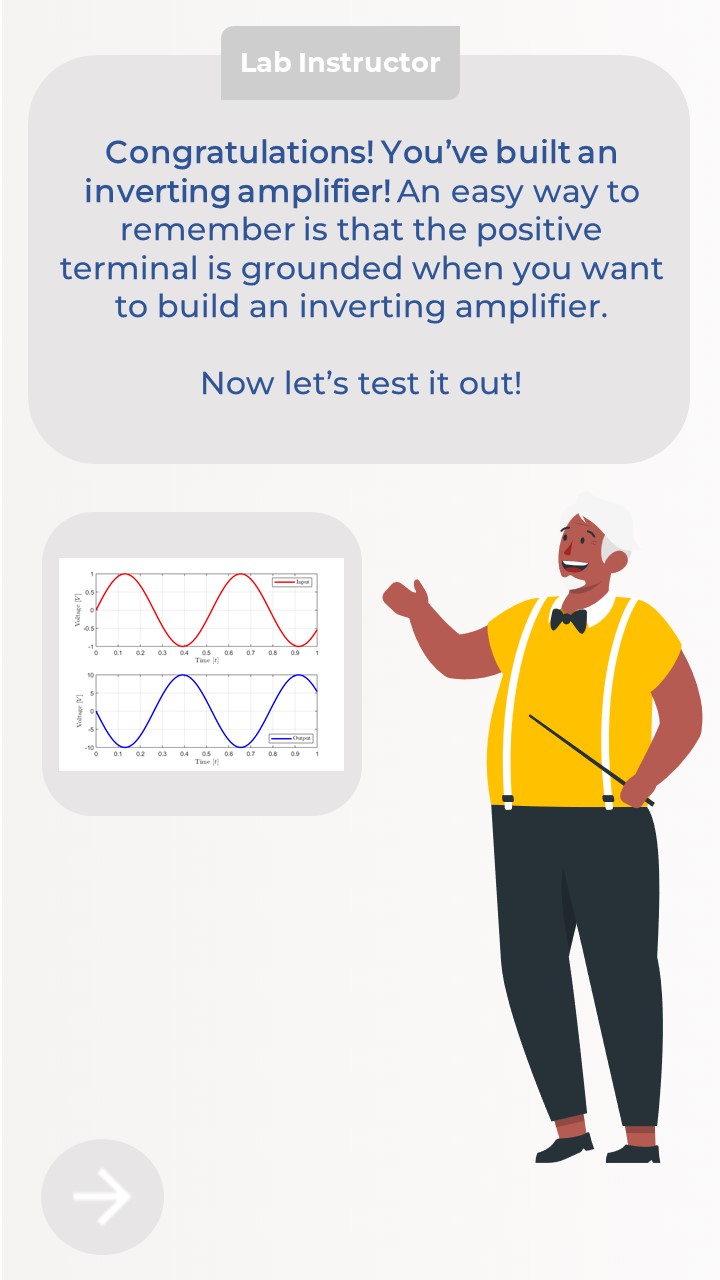 Lab Instructor
Congratulations! You’ve built an
inverting amplifier! An easy way to
remember is that the positive
terminal is grounded when you want
to build an inverting amplifier.
Now let’s test it out!
1
0.5
0
-0.5
-1
Voltage [V]
Input
0 0.1 0.2 0.3 0.4 0.5 0.6 0.7 0.8 0.9 1
Time [t]
10
5
0
-5
-10
Voltage [V]
Output
0 0.1 0.2 0.3 0.4 0.5 0.6 0.7 0.8 0.9 1
Time [t]